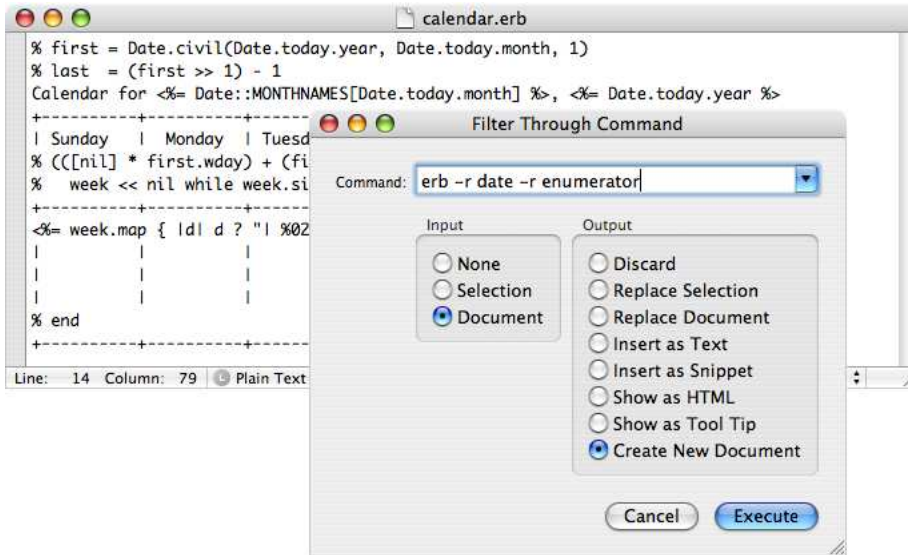 calendar.erb
% first = Date.civil(Date.today.year, Date.today.month, 1)
% last  = (first >> 1) - 1
Calendar for <%= Date::MONTHNAMES[Date.today.month] %>, <%= Date.today.year %>
+----------+----------+-----
|  Sunday   |   Monday   | Tuesd
% (([nil] * first.wday) + (fi
%   week << nil while week.si
+----------+----------+-----
<%= week.map { |d| d ? "| %02
|          |          |
|          |          |
|          |          |
% end
+----------+----------+-----
Line: 14 Column: 79 L Plain Text
Filter Through Command
Command: erb -r date -r enumerator
Input
None
Selection
Document
Output
Discard
Replace Selection
Replace Document
Insert as Text
Insert as Snippet
Show as HTML
Show as Tool Tip
Create New Document
Cancel Execute